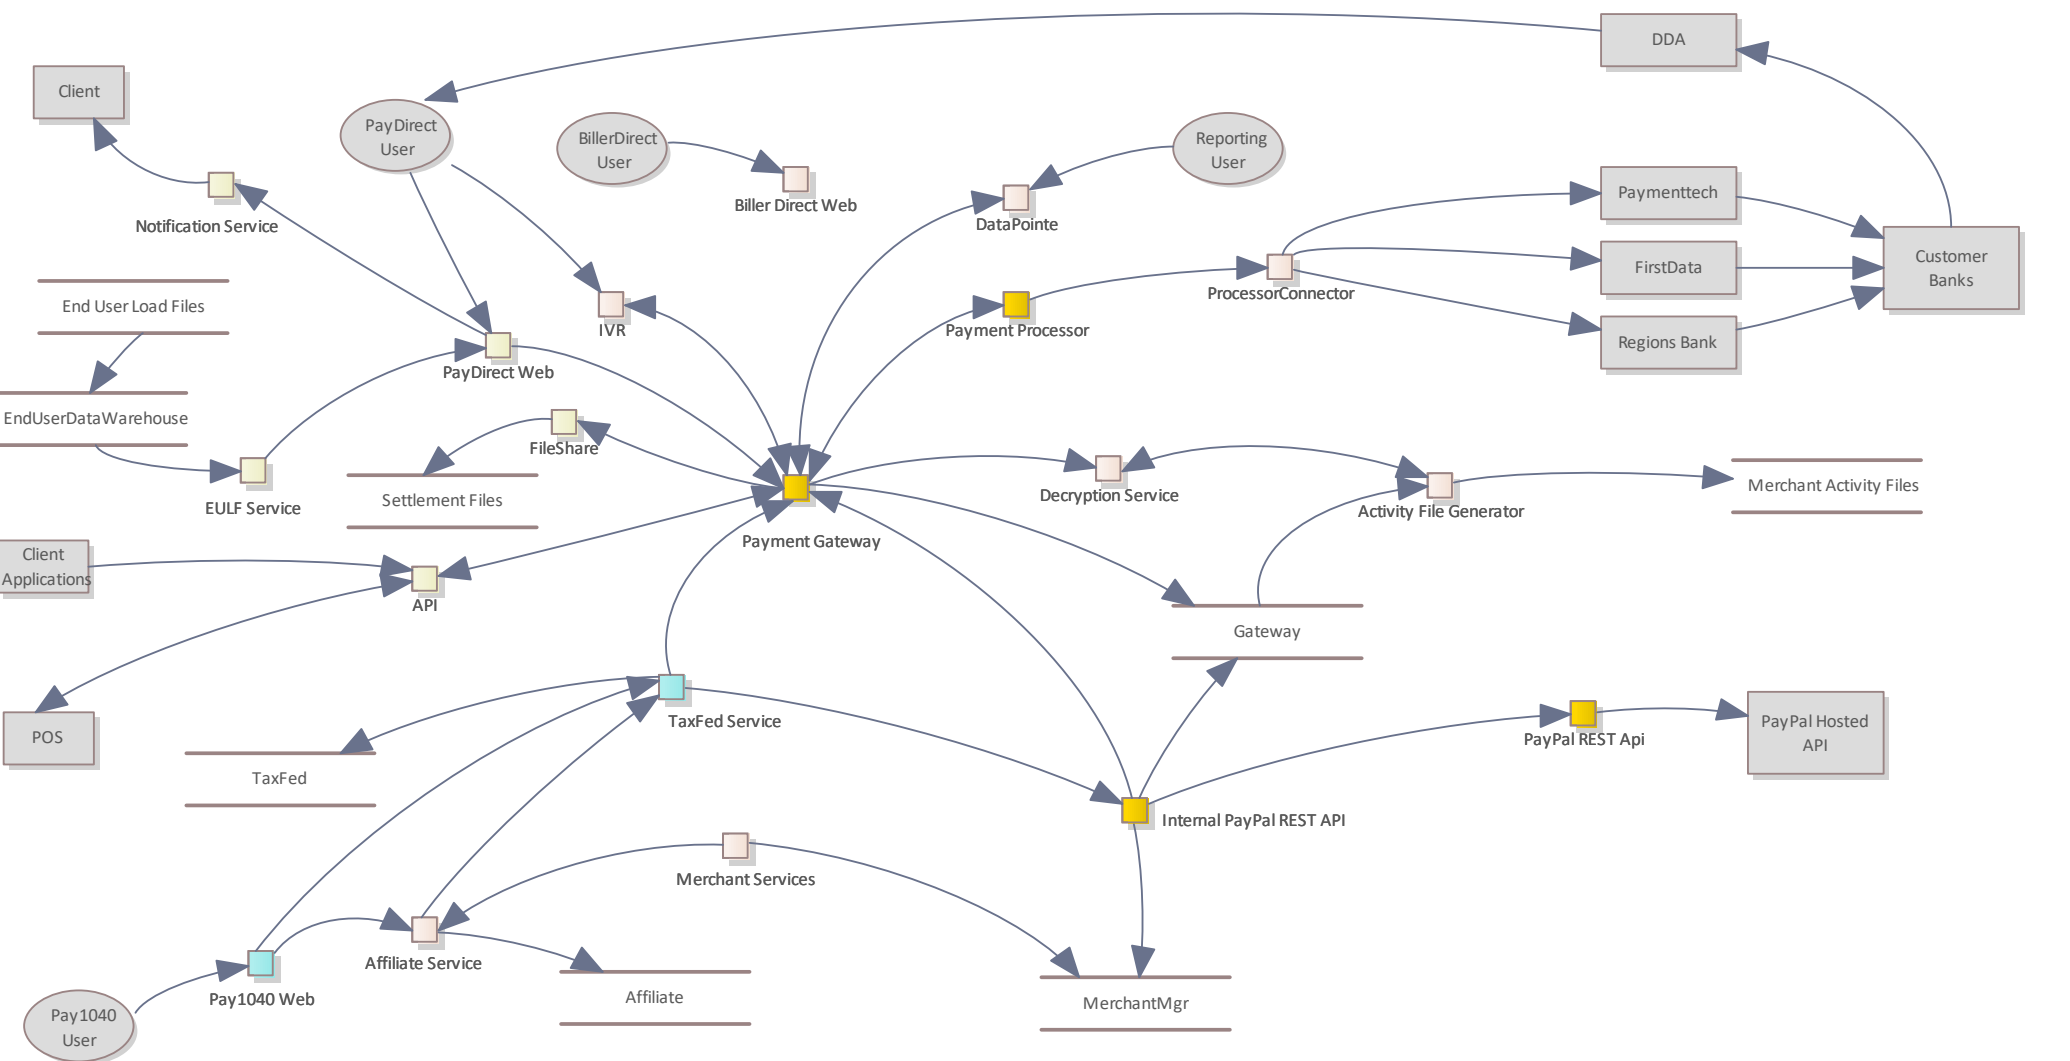 DDA
Client
PayDirect
User
BillerDirect
User
Reporting
User
Paymenttech
Biller Direct Web
DataPointe
Notification Service
Customer
Banks
FirstData
ProcessorConnector
End User Load Files
IVR
Payment Processor
Regions Bank
PayDirect Web
EndUserDataWarehouse
FileShare
Settlement Files
EULF Service
Decryption Service
Merchant Activity Files
Activity File Generator
Payment Gateway
Client
Applications
API
Gateway
TaxFed Service
PayPal Hosted
API
POS
PayPal REST Api
TaxFed
Internal PayPal REST API
Merchant Services
Affiliate Service
Pay1040 Web
Affiliate
MerchantMgr
Pay1040
User